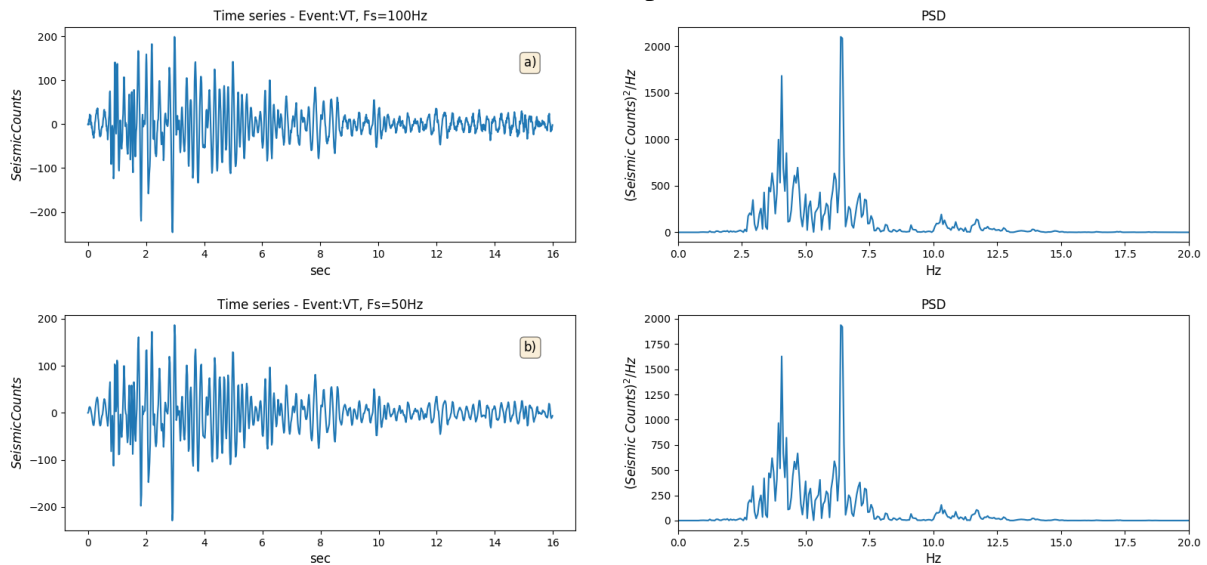 Time series - Event:VT, Fs=100Hz
SeismicCounts
200
100
0
−100
−200
a)
0 2 4 6 8 10 12 14 16
sec
PSD
(Seismic Counts)²/Hz
2000
1500
1000
500
0
0.0 2.5 5.0 7.5 10.0 12.5 15.0 17.5 20.0
Hz
Time series - Event:VT, Fs=50Hz
SeismicCounts
200
100
0
−100
−200
b)
0 2 4 6 8 10 12 14 16
sec
PSD
(Seismic Counts)²/Hz
2000
1750
1500
1250
1000
750
500
250
0
0.0 2.5 5.0 7.5 10.0 12.5 15.0 17.5 20.0
Hz